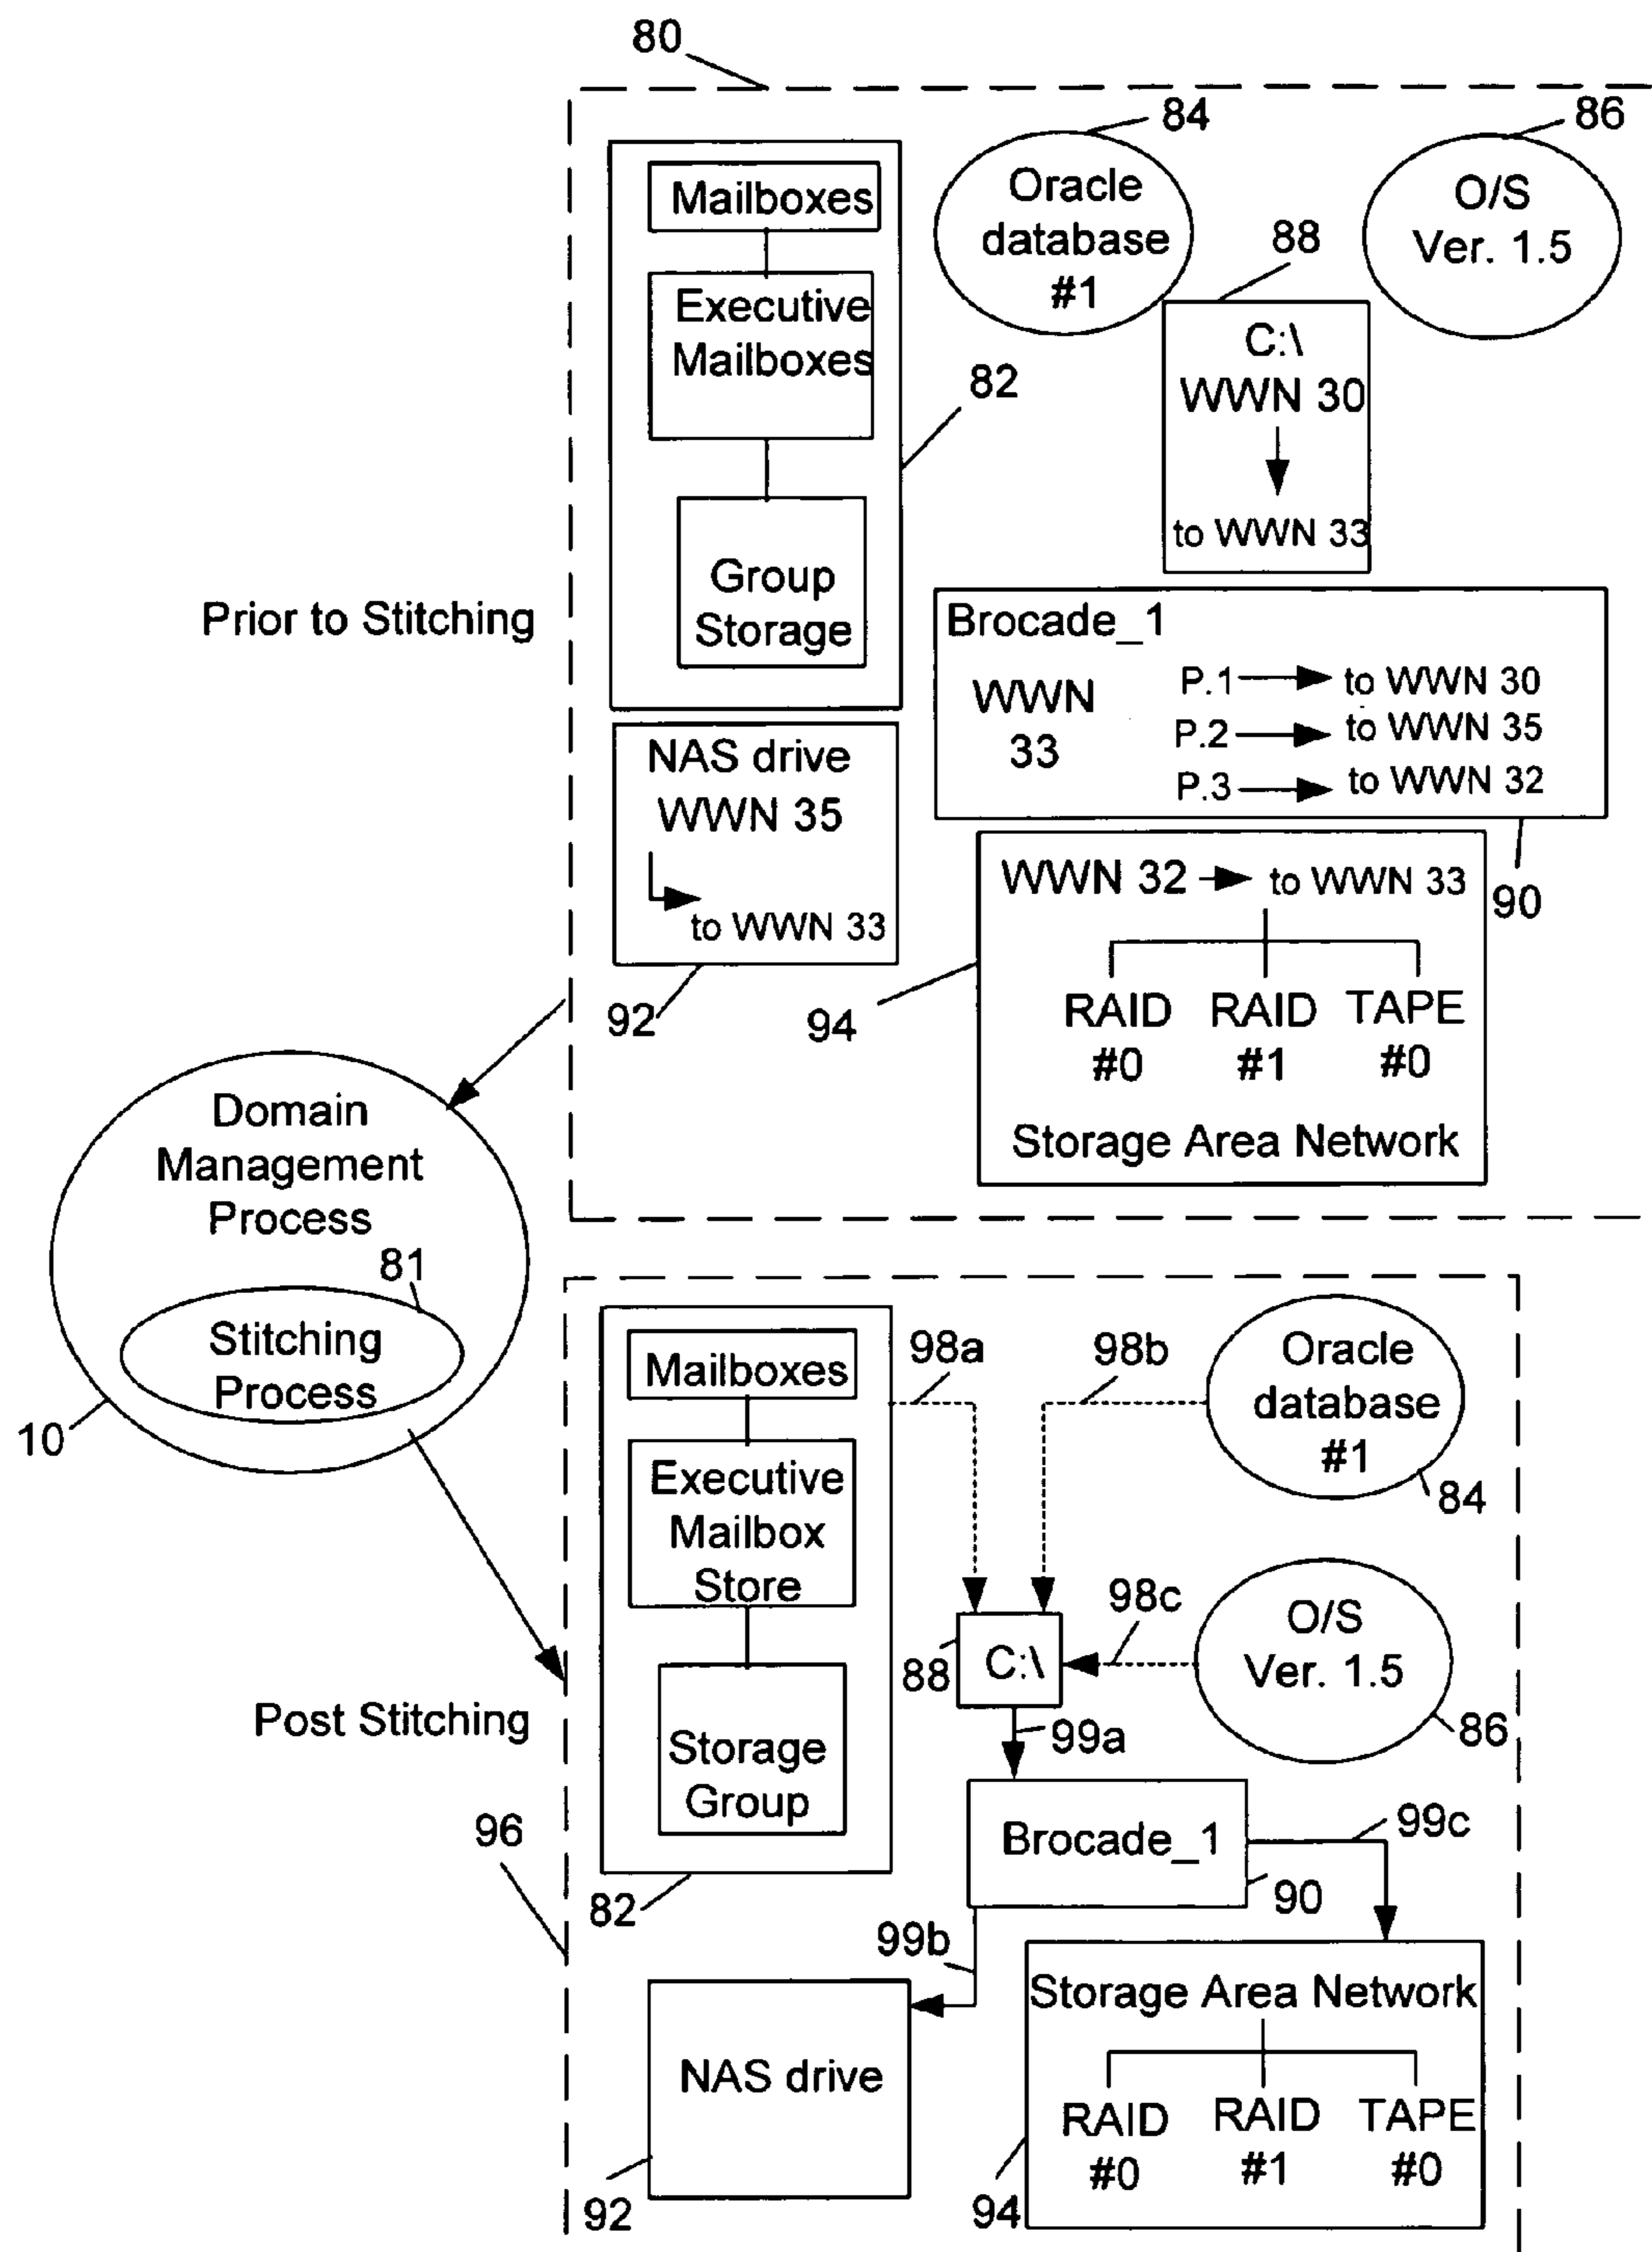 80
84
86
Mailboxes
Oracle
database
#1
O/S
Ver. 1.5
88
Executive
Mailboxes
82
C:\
WWN 30
to WWN 33
Group
Storage
Prior to Stitching
Brocade_1
WWN
33
P.1 to WWN 30
P.2 to WWN 35
P.3 to WWN 32
90
NAS drive
WWN 35
to WWN 33
92
WWN 32 to WWN 33
RAID
#0
RAID
#1
TAPE
#0
Storage Area Network
94
Domain
Management
Process
81
Stitching
Process
10
Mailboxes
98a
98b
Oracle
database
#1
84
Executive
Mailbox
Store
98c
O/S
Ver. 1.5
86
88
C:\
99a
Post Stitching
Storage
Group
96
82
Brocade_1
99c
90
99b
NAS drive
92
Storage Area Network
RAID
#0
RAID
#1
TAPE
#0
94